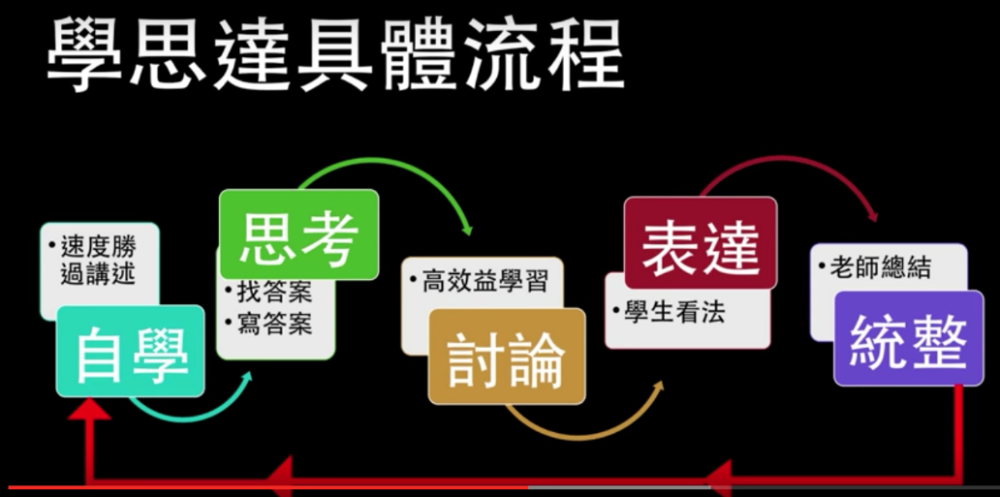 學思達具體流程
• 速度勝
過講述
自學
思考
• 找答案
• 寫答案
• 高效益學習
討論
表達
• 學生看法
• 老師總結
統整